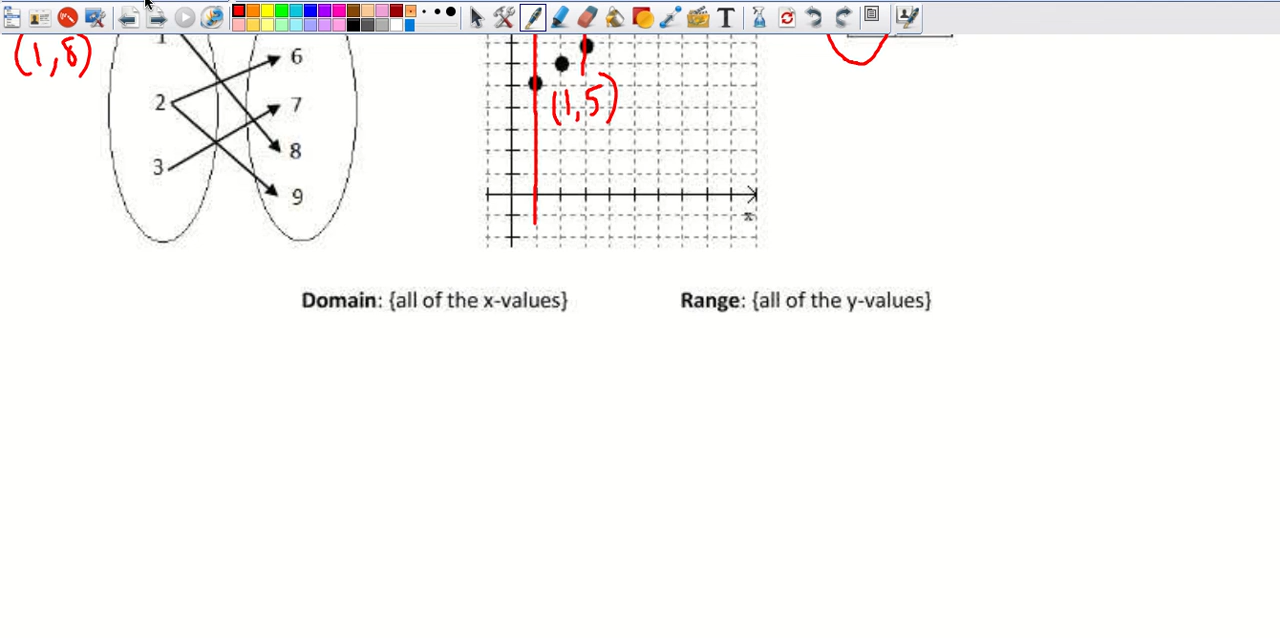 (1,8)
1
2
3
6
7
8
9
(1,5)
x
Domain: {all of the x-values}
Range: {all of the y-values}
T